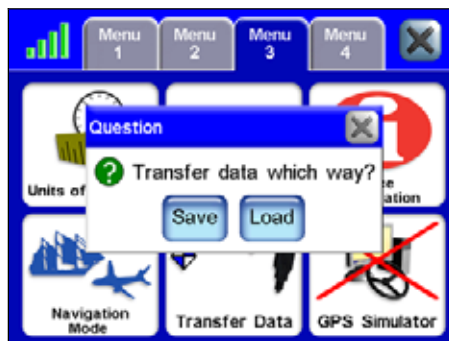 Menu 1
Menu 2
Menu 3
Menu 4
Question
Transfer data which way?
Save
Load
Units of
ation
Navigation
Mode
Transfer Data
GPS Simulator